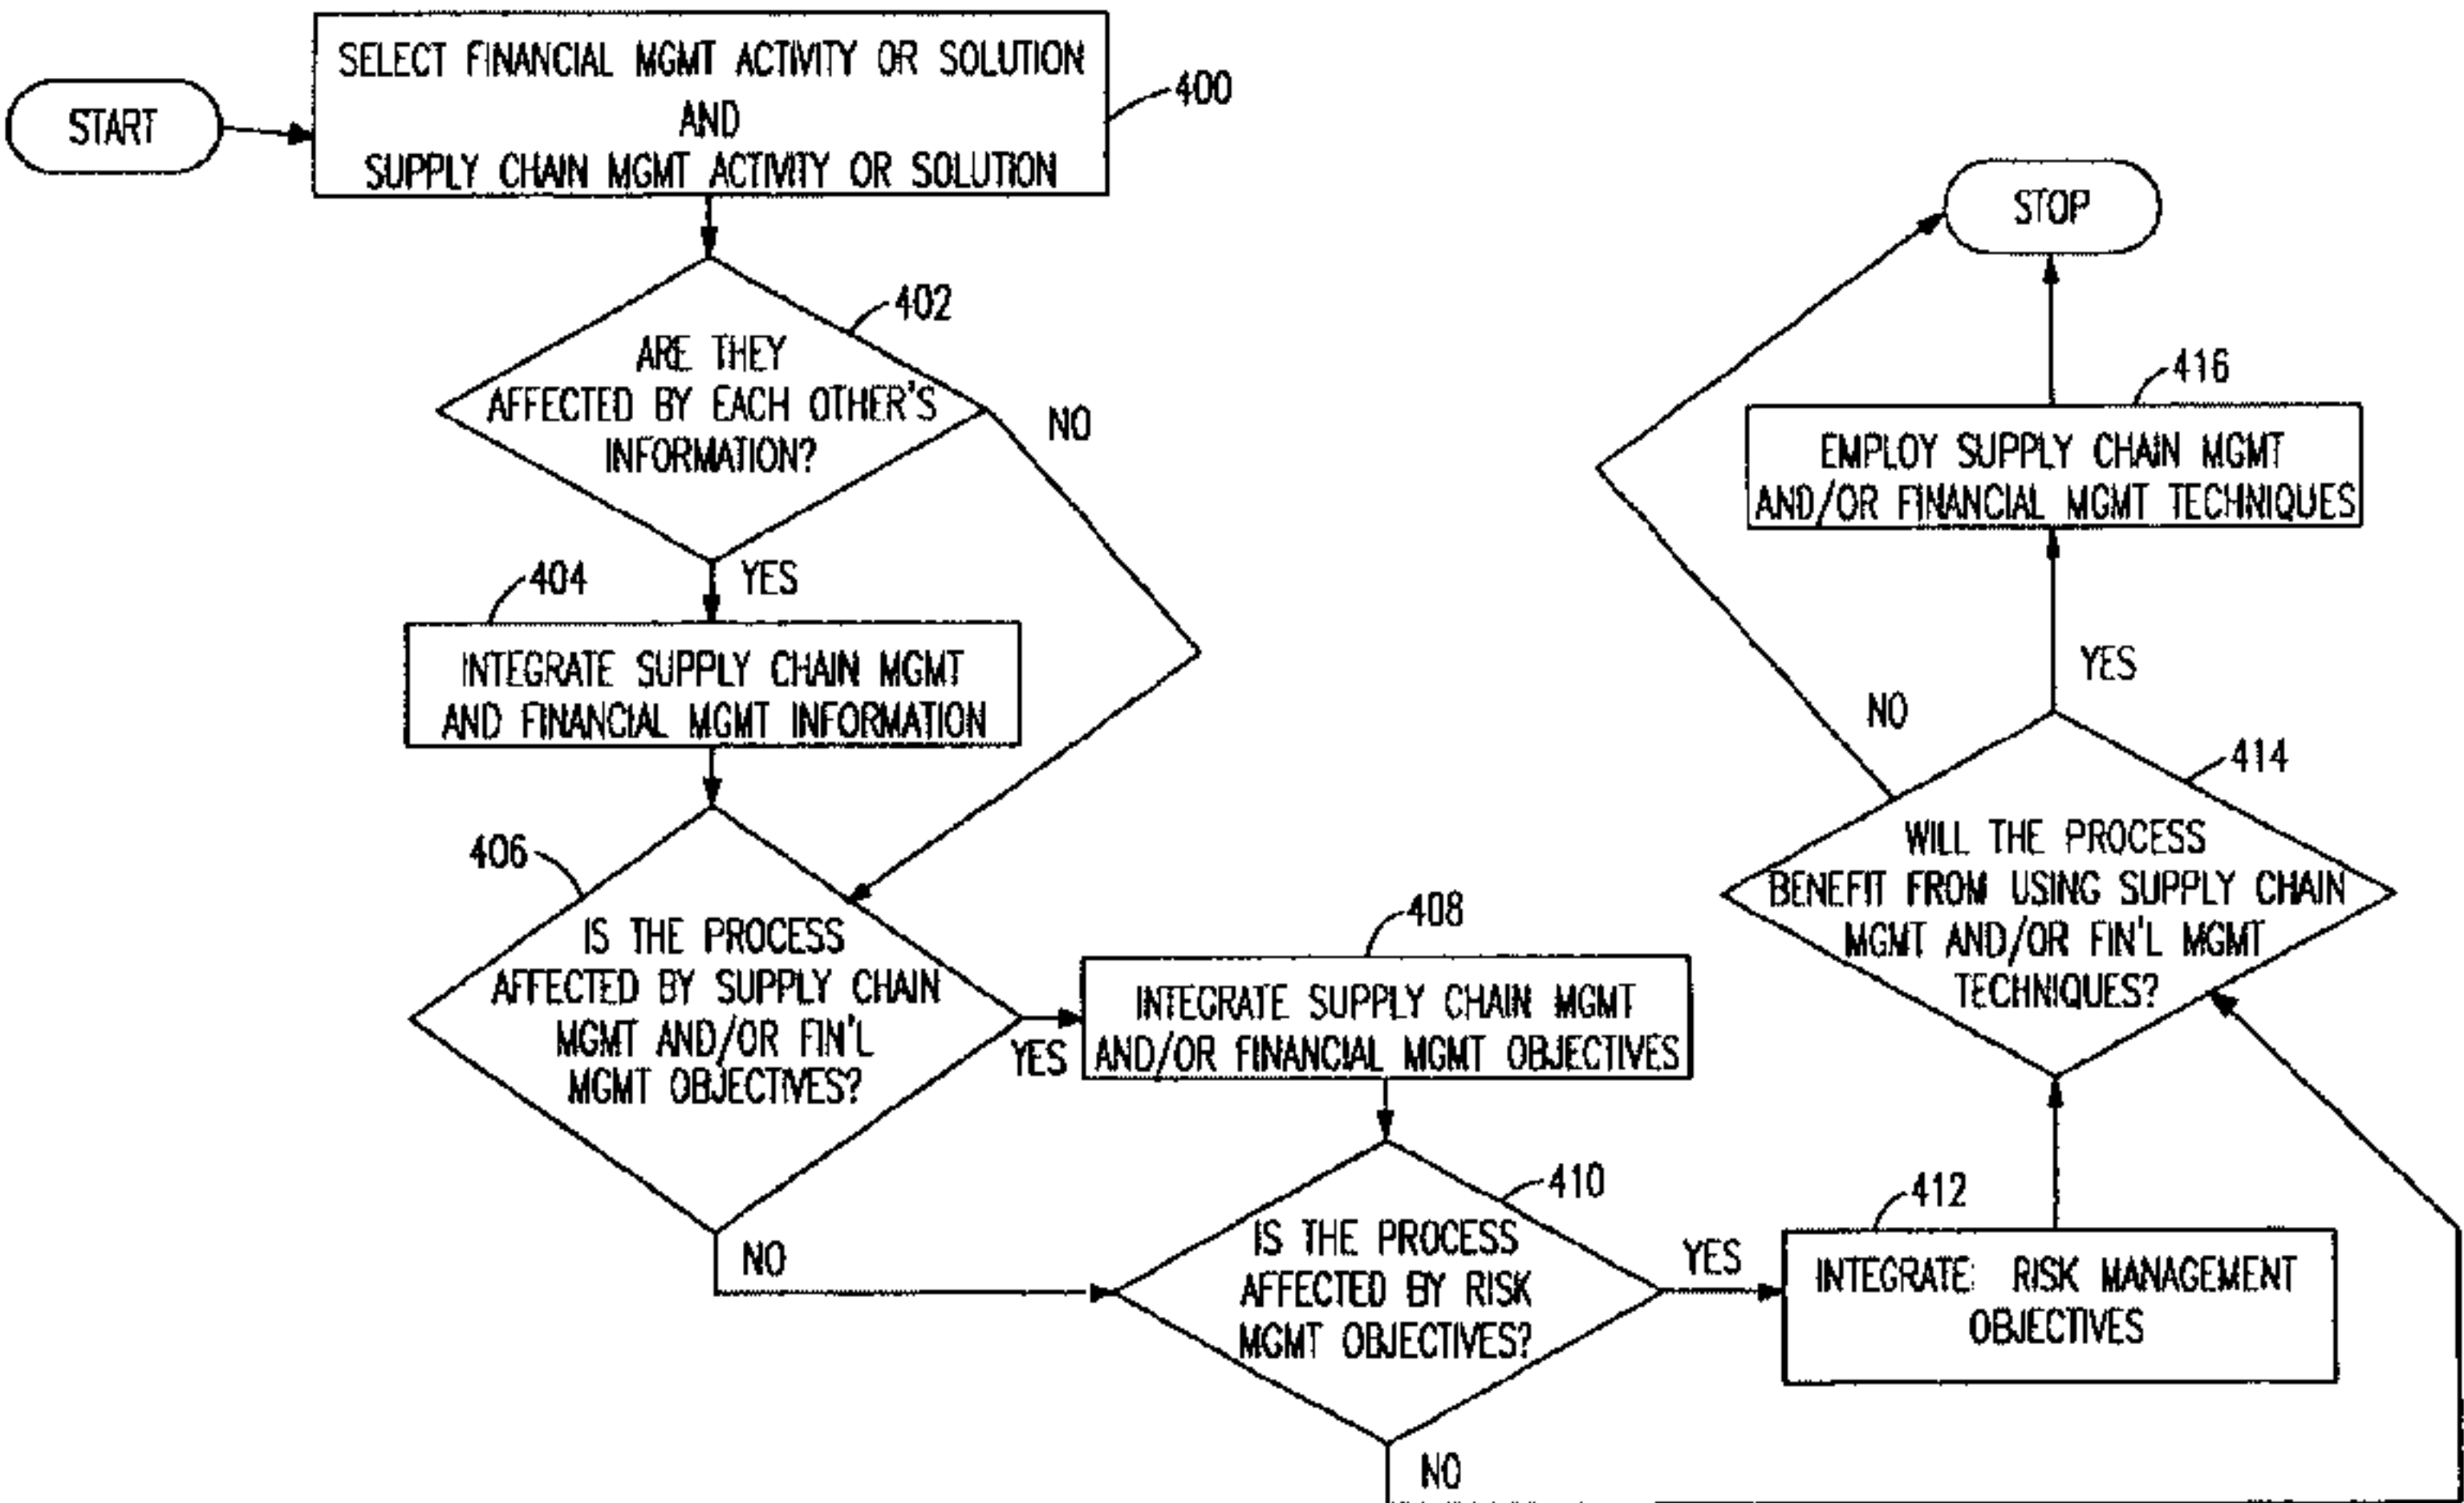 START
SELECT FINANCIAL MGMT ACTIVITY OR SOLUTION
AND
SUPPLY CHAIN MGMT ACTIVITY OR SOLUTION
400
402
ARE THEY
AFFECTED BY EACH OTHER'S
INFORMATION?
NO
YES
404
INTEGRATE SUPPLY CHAIN MGMT
AND FINANCIAL MGMT INFORMATION
406
IS THE PROCESS
AFFECTED BY SUPPLY CHAIN
MGMT AND/OR FIN'L
MGMT OBJECTIVES?
YES
NO
408
INTEGRATE SUPPLY CHAIN MGMT
AND/OR FINANCIAL MGMT OBJECTIVES
410
IS THE PROCESS
AFFECTED BY RISK
MGMT OBJECTIVES?
YES
NO
412
INTEGRATE: RISK MANAGEMENT
OBJECTIVES
414
WILL THE PROCESS
BENEFIT FROM USING SUPPLY CHAIN
MGMT AND/OR FIN'L MGMT
TECHNIQUES?
NO
YES
416
EMPLOY SUPPLY CHAIN MGMT
AND/OR FINANCIAL MGMT TECHNIQUES
STOP